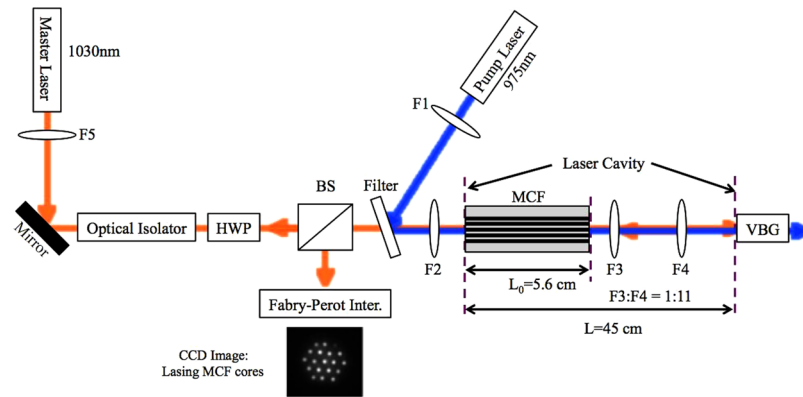 Master Laser
1030nm
F5
Mirror
Optical Isolator
HWP
BS
Filter
F1
Pump Laser
975nm
Laser Cavity
MCF
F2
F3
F4
VBG
L₀=5.6 cm
F3:F4 = 1:11
L=45 cm
Fabry-Perot Inter.
CCD Image:
Lasing MCF cores